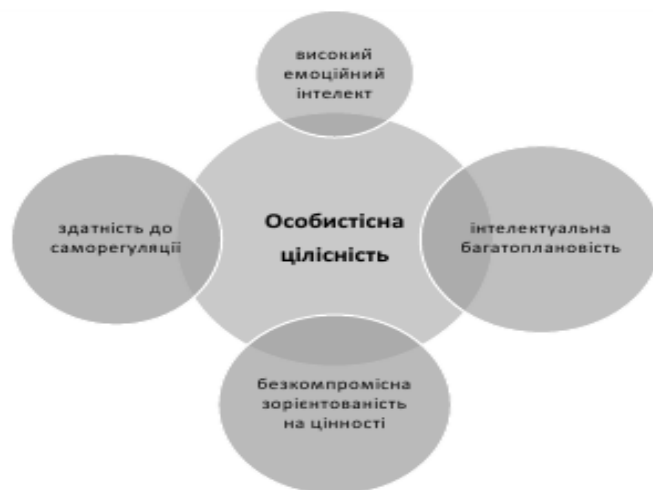 високий
емоційний
інтелект
здатність до
саморегуляції
Особистісна
цілісність
інтелектуальна
багатоплановість
безкомпромісна
зорієнтованість
на цінності